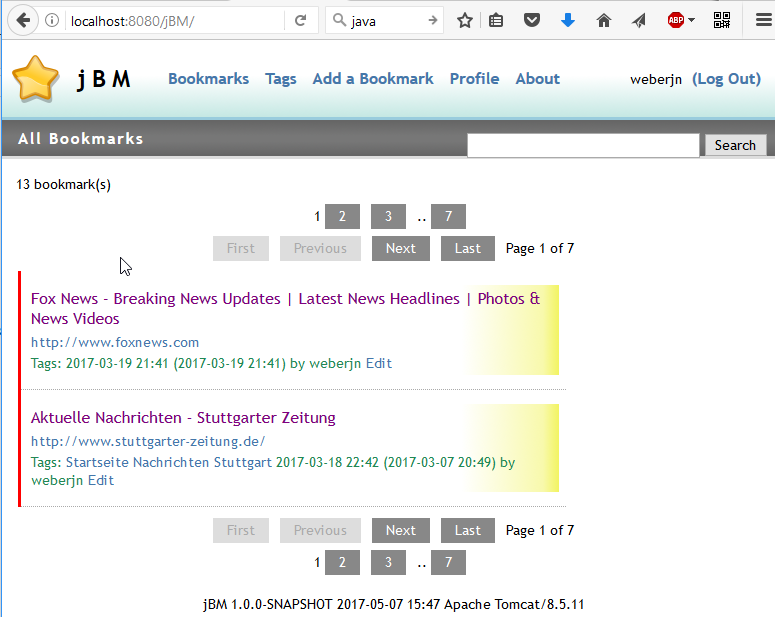 localhost:8080/jBM/
java
ABP
jBM
Bookmarks Tags Add a Bookmark Profile About
weberjn (Log Out)
All Bookmarks
Search
13 bookmark(s)
1 2 3 .. 7
First Previous Next Last Page 1 of 7
Fox News - Breaking News Updates | Latest News Headlines | Photos &
News Videos
http://www.foxnews.com
Tags: 2017-03-19 21:41 (2017-03-19 21:41) by weberjn Edit
Aktuelle Nachrichten - Stuttgarter Zeitung
http://www.stuttgarter-zeitung.de/
Tags: Startseite Nachrichten Stuttgart 2017-03-18 22:42 (2017-03-07 20:49) by
weberjn Edit
First Previous Next Last Page 1 of 7
1 2 3 .. 7
jBM 1.0.0-SNAPSHOT 2017-05-07 15:47 Apache Tomcat/8.5.11